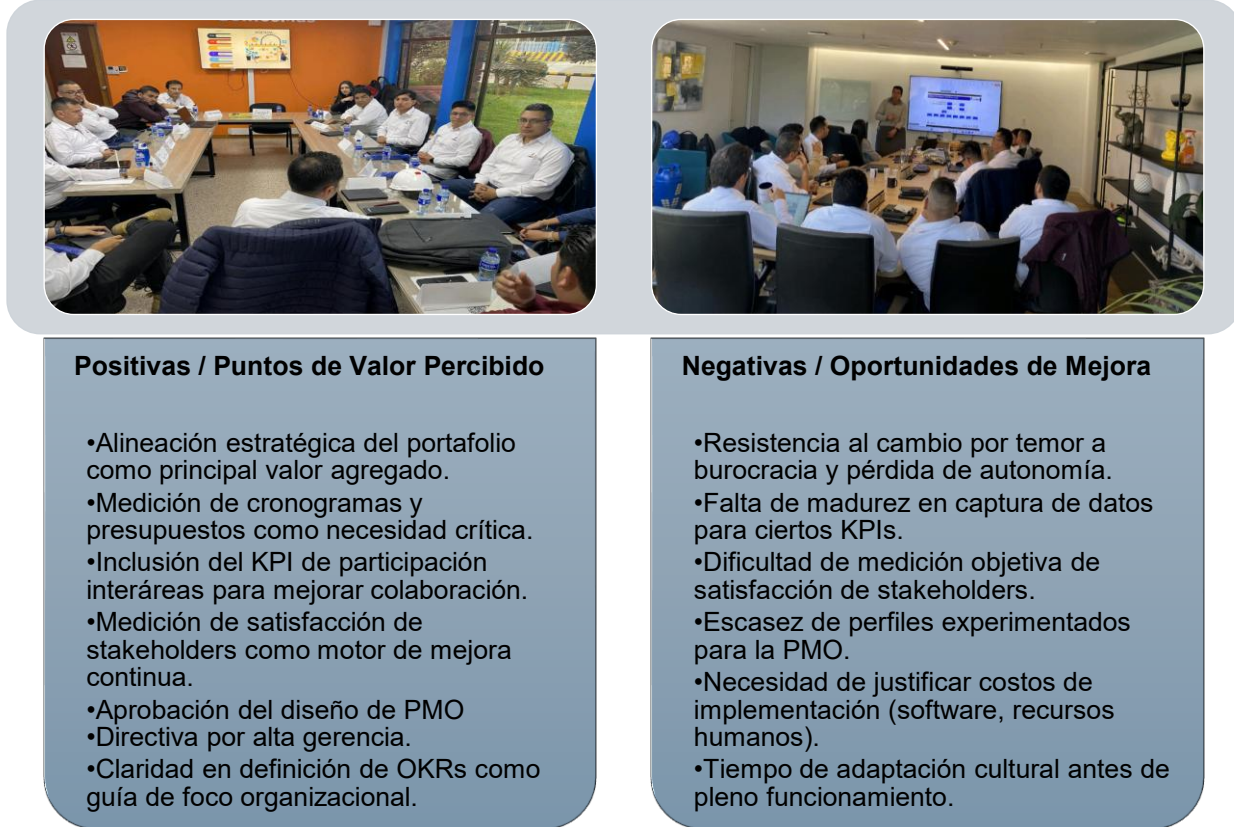 Positivas / Puntos de Valor Percibido
•Alineación estratégica del portafolio
como principal valor agregado.
•Medición de cronogramas y
presupuestos como necesidad crítica.
•Inclusión del KPI de participación
interáreas para mejorar colaboración.
•Medición de satisfacción de
stakeholders como motor de mejora
continua.
•Aprobación del diseño de PMO
•Directiva por alta gerencia.
•Claridad en definición de OKRs como
guía de foco organizacional.
Negativas / Oportunidades de Mejora
•Resistencia al cambio por temor a
burocracia y pérdida de autonomía.
•Falta de madurez en captura de datos
para ciertos KPIs.
•Dificultad de medición objetiva de
satisfacción de stakeholders.
•Escasez de perfiles experimentados
para la PMO.
•Necesidad de justificar costos de
implementación (software, recursos
humanos).
•Tiempo de adaptación cultural antes de
pleno funcionamiento.